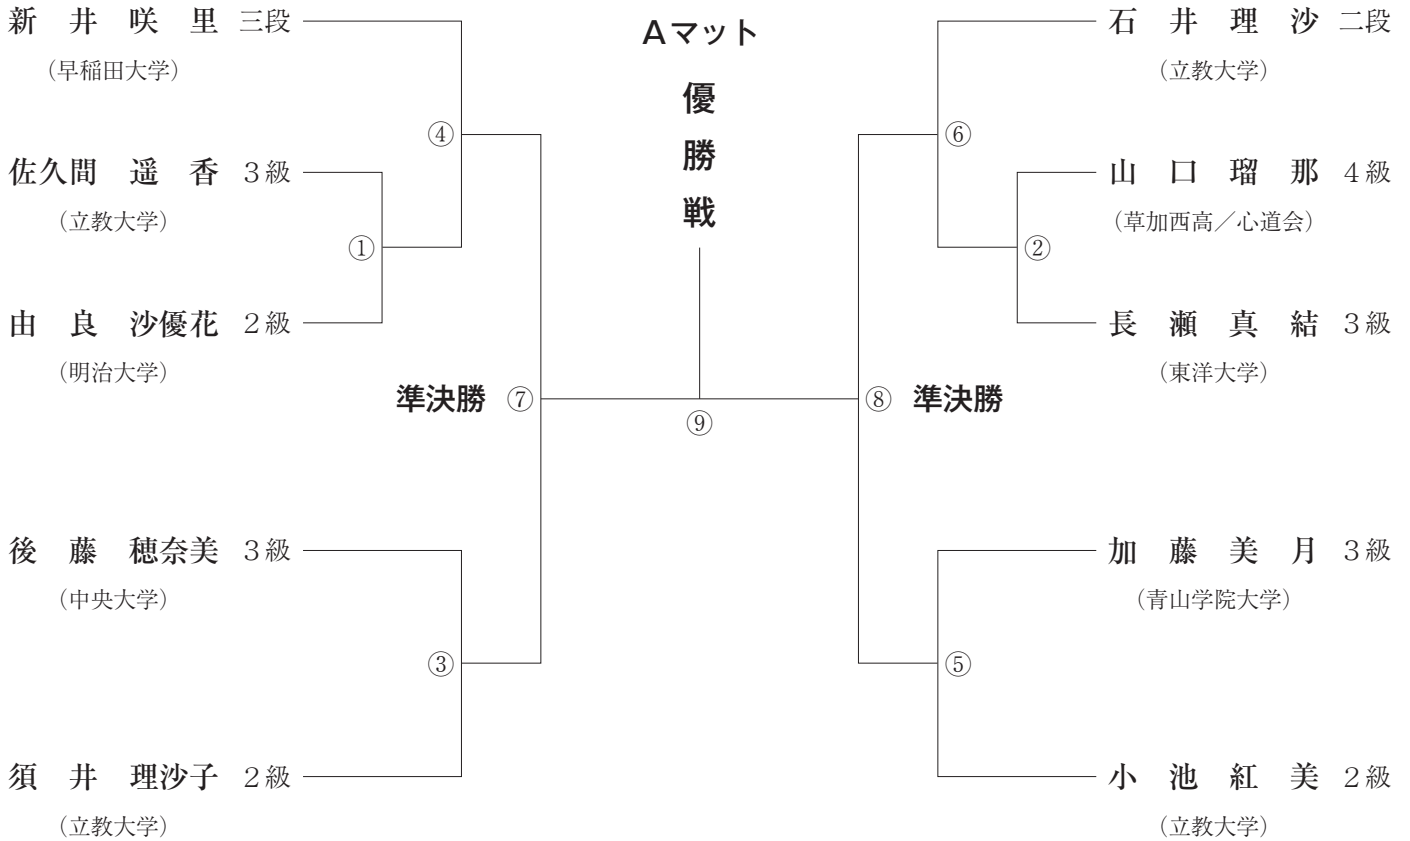 新井咲里 三段
（早稲田大学）
④
佐久間遥香 ３級
（立教大学）
①
由良沙優花 ２級
（明治大学）
準決勝 ⑦
後藤穂奈美 ３級
（中央大学）
③
須井理沙子 ２級
（立教大学）
Aマット
優勝戦
⑨
石井理沙 二段
（立教大学）
⑥
山口瑠那 ４級
（草加西高／心道会）
②
長瀬真結 ３級
（東洋大学）
⑧ 準決勝
加藤美月 ３級
（青山学院大学）
⑤
小池紅美 ２級
（立教大学）